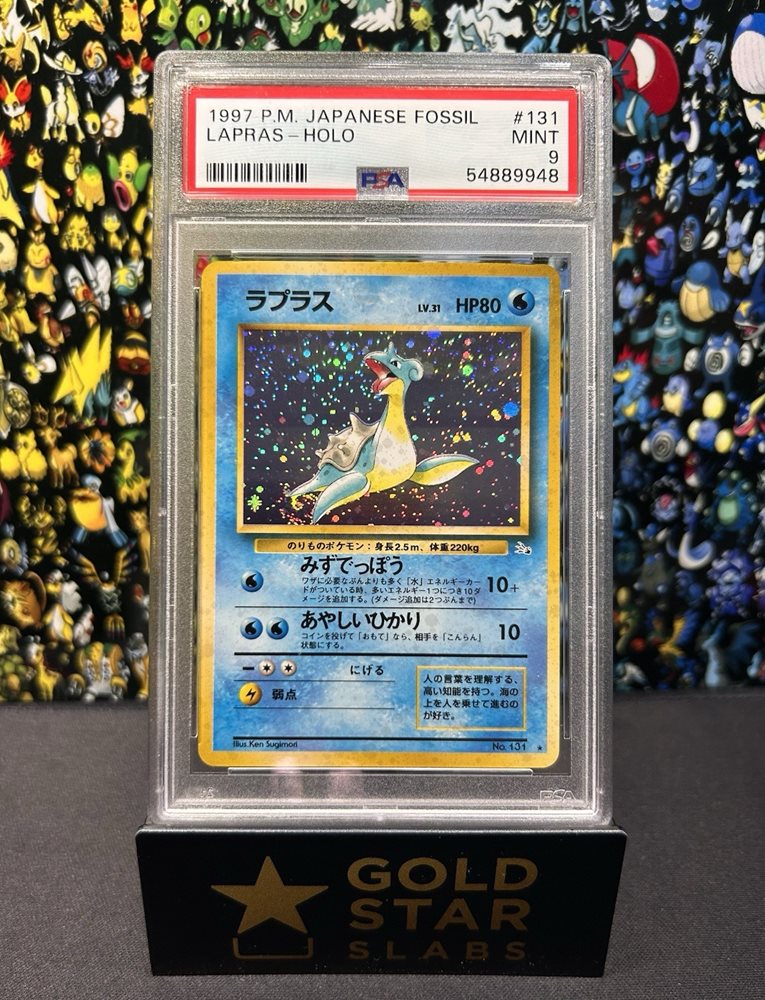 1997 P.M. JAPANESE FOSSIL #131
LAPRAS - HOLO MINT
9
PSA 54889948
ラプラス LV.31 HP80
のりものポケモン：身長2.5m、体重220kg
みずでっぽう
ワザに必要なぶんよりも多く「水」エネルギーカー
ドがついている時、多いエネルギー1つにつき10ダ
メージを追加する。(ダメージ追加は2つぶんまで) 10+
あやしいひかり
コインを投げて「おもて」なら、相手を「こんらん」
状態にする。 10
にげる
弱点
人の言葉を理解する、
高い知能を持つ。海の
上を人を乗せて進むの
が好き。
Illus.Ken Sugimori No. 131
PSA
GOLD
STAR
SLABS